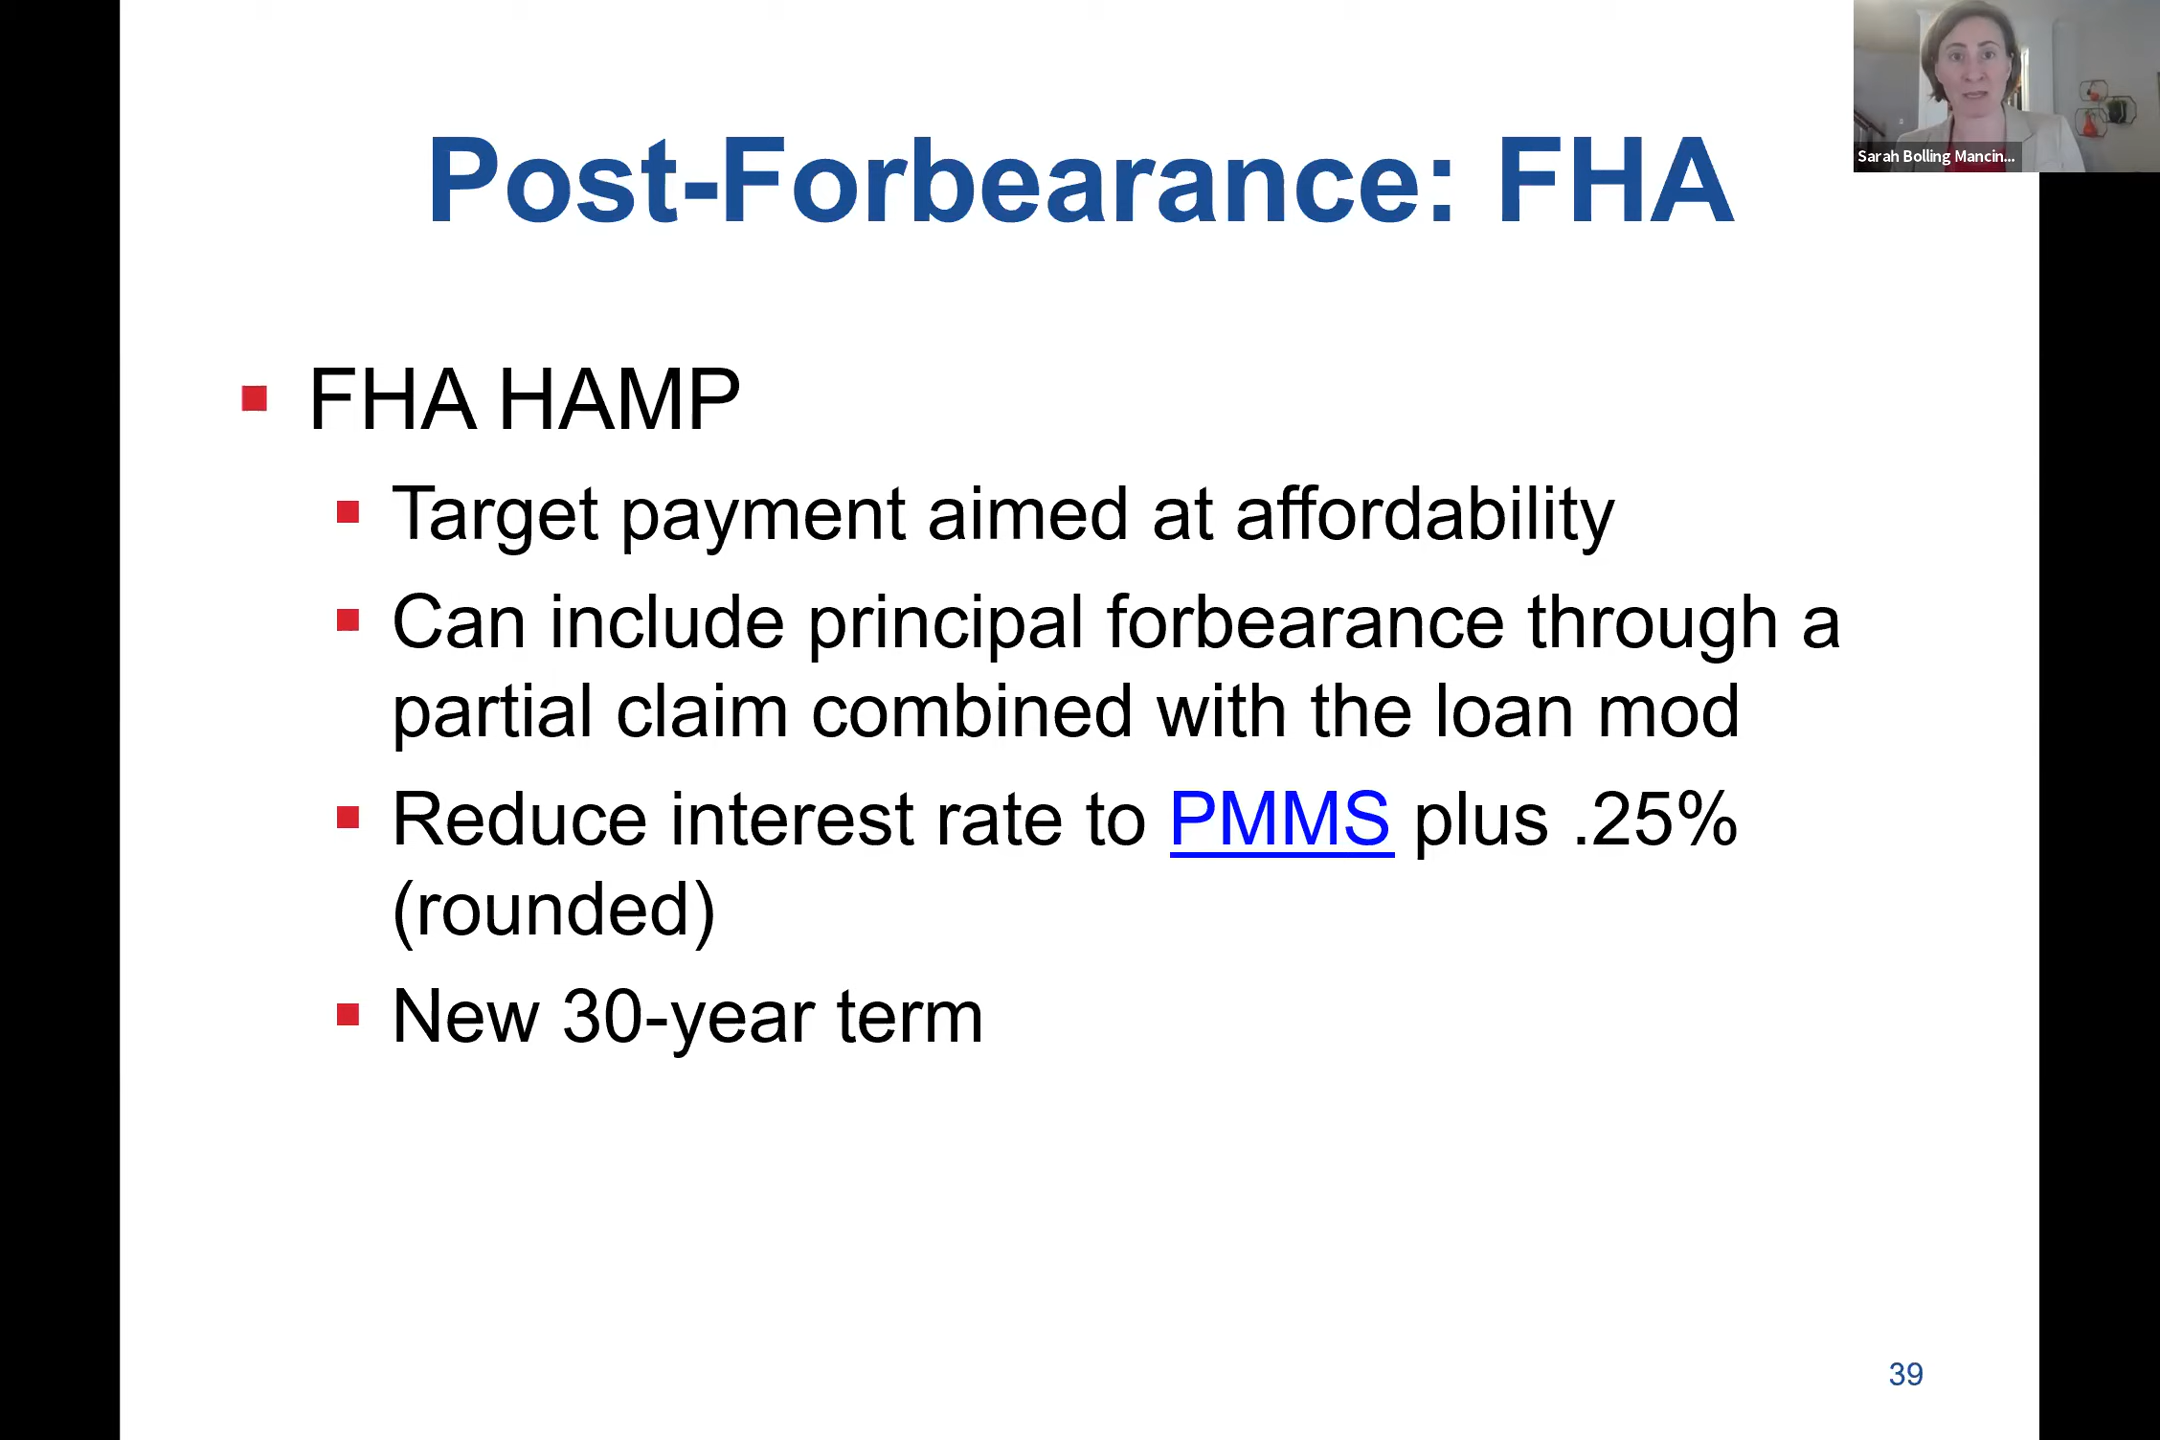 Sarah Bolling Mancin...
Post-Forbearance: FHA
FHA HAMP
Target payment aimed at affordability
Can include principal forbearance through a
partial claim combined with the loan mod
Reduce interest rate to PMMS plus .25%
(rounded)
New 30-year term
39